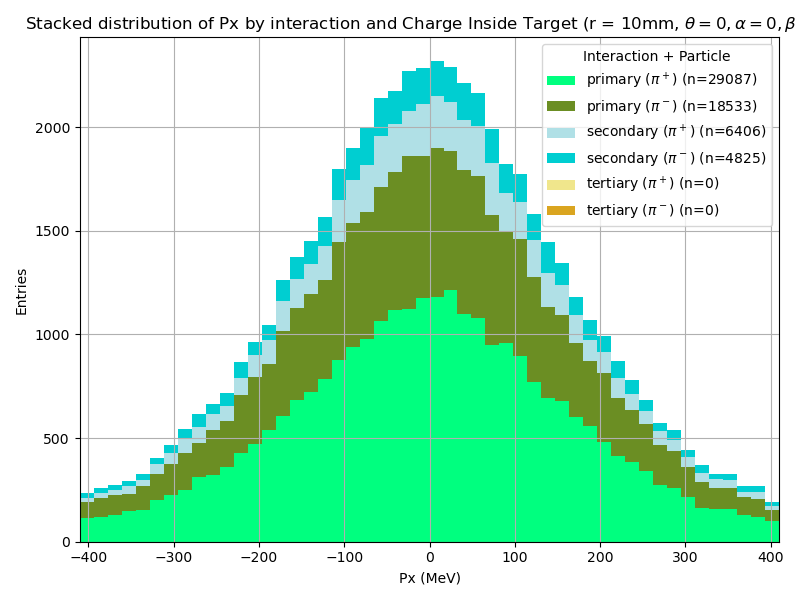 Stacked distribution of Px by interaction and Charge Inside Target (r = 10mm, θ = 0, α = 0, β
Interaction + Particle
primary (π⁺) (n=29087)
primary (π⁻) (n=18533)
secondary (π⁺) (n=6406)
secondary (π⁻) (n=4825)
tertiary (π⁺) (n=0)
tertiary (π⁻) (n=0)
Entries
2000
1500
1000
500
0
−400 −300 −200 −100 0 100 200 300 400
Px (MeV)